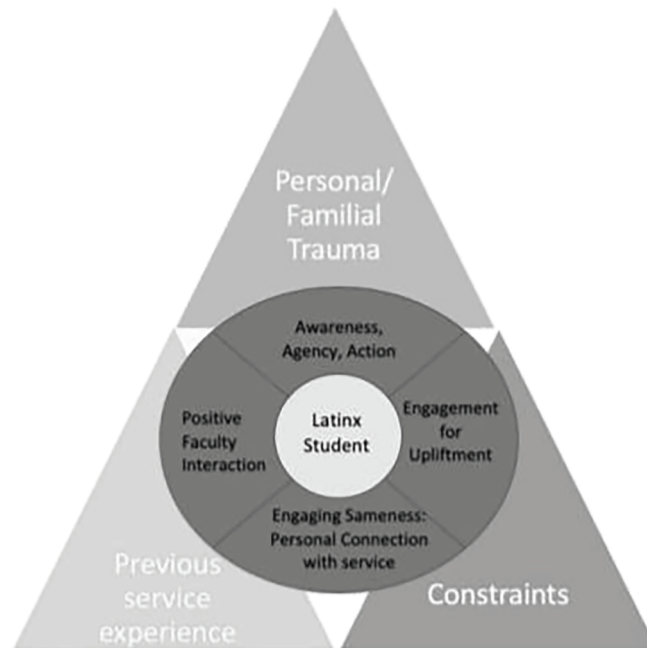 Personal/
Familial
Trauma
Awareness,
Agency, Action
Positive
Faculty
Interaction
Latinx
Student
Engagement
for
Upliftment
Engaging Sameness:
Personal Connection
with service
Previous
service
experience
Constraints